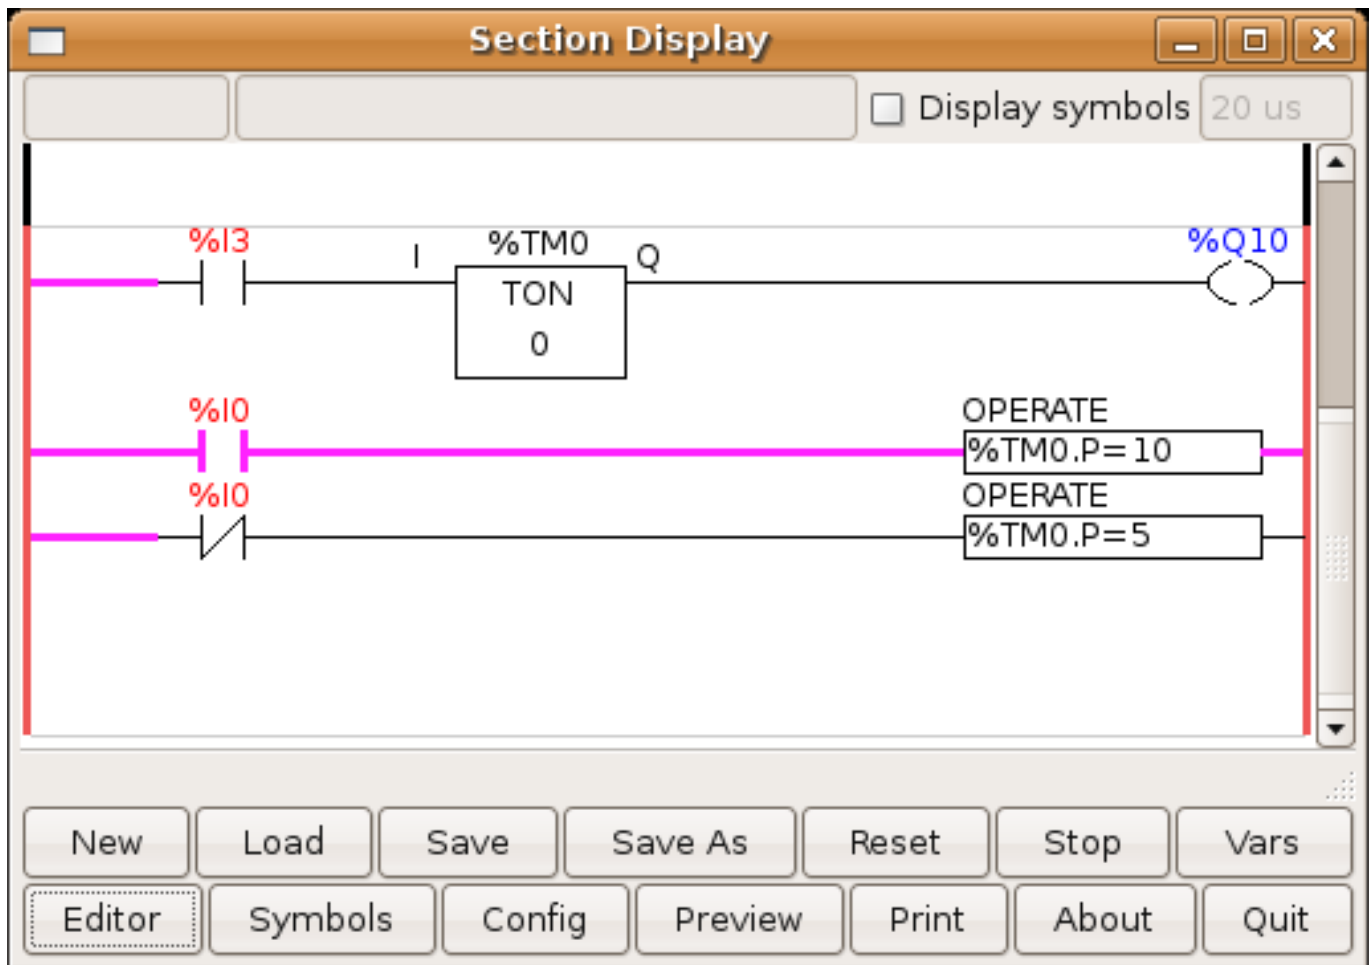 Section Display
Display symbols 20 us
%I3 I %TM0 Q %Q10
TON
0
%I0 OPERATE
%TM0.P=10
%I0 OPERATE
%TM0.P=5
New Load Save Save As Reset Stop Vars
Editor Symbols Config Preview Print About Quit